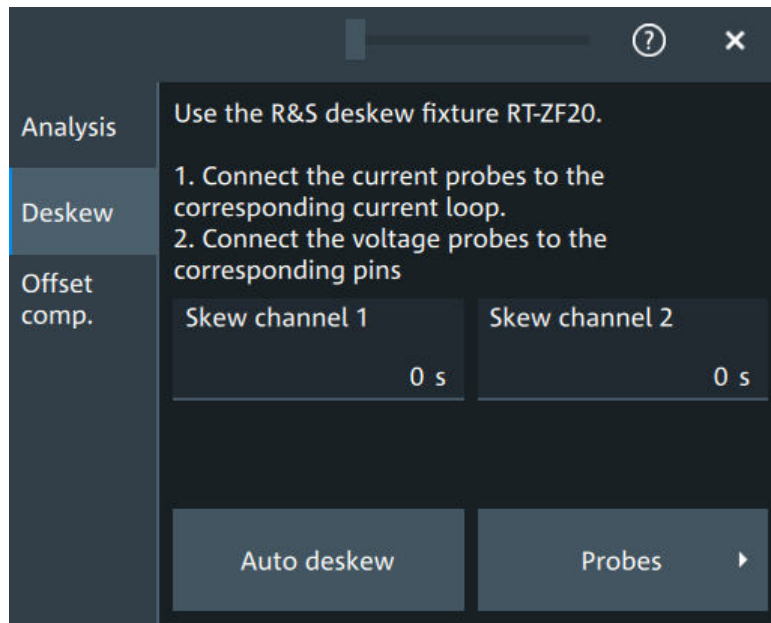 ?
Analysis
Deskew
Offset
comp.
Use the R&S deskew fixture RT-ZF20.
1. Connect the current probes to the
corresponding current loop.
2. Connect the voltage probes to the
corresponding pins
Skew channel 1
0 s
Skew channel 2
0 s
Auto deskew
Probes